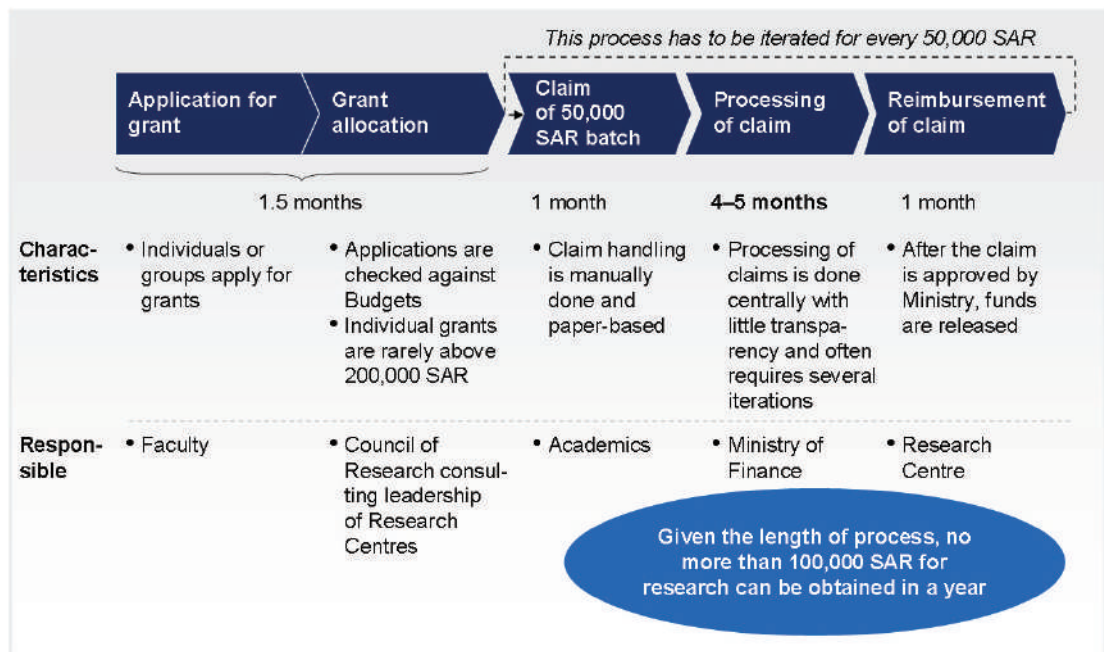 This process has to be iterated for every 50,000 SAR
Application for
grant
Grant
allocation
Claim
of 50,000
SAR batch
Processing
of claim
Reimbursement
of claim
1.5 months
1 month
4–5 months
1 month
Charac-
teristics
• Individuals or
groups apply for
grants
• Applications are
checked against
Budgets
• Individual grants
are rarely above
200,000 SAR
• Claim handling
is manually
done and
paper-based
• Processing of
claims is done
centrally with
little transpa-
rency and often
requires several
iterations
• After the claim
is approved by
Ministry, funds
are released
Respon-
sible
• Faculty
• Council of
Research consul-
ting leadership
of Research
Centres
• Academics
• Ministry of
Finance
• Research
Centre
Given the length of process, no
more than 100,000 SAR for
research can be obtained in a year